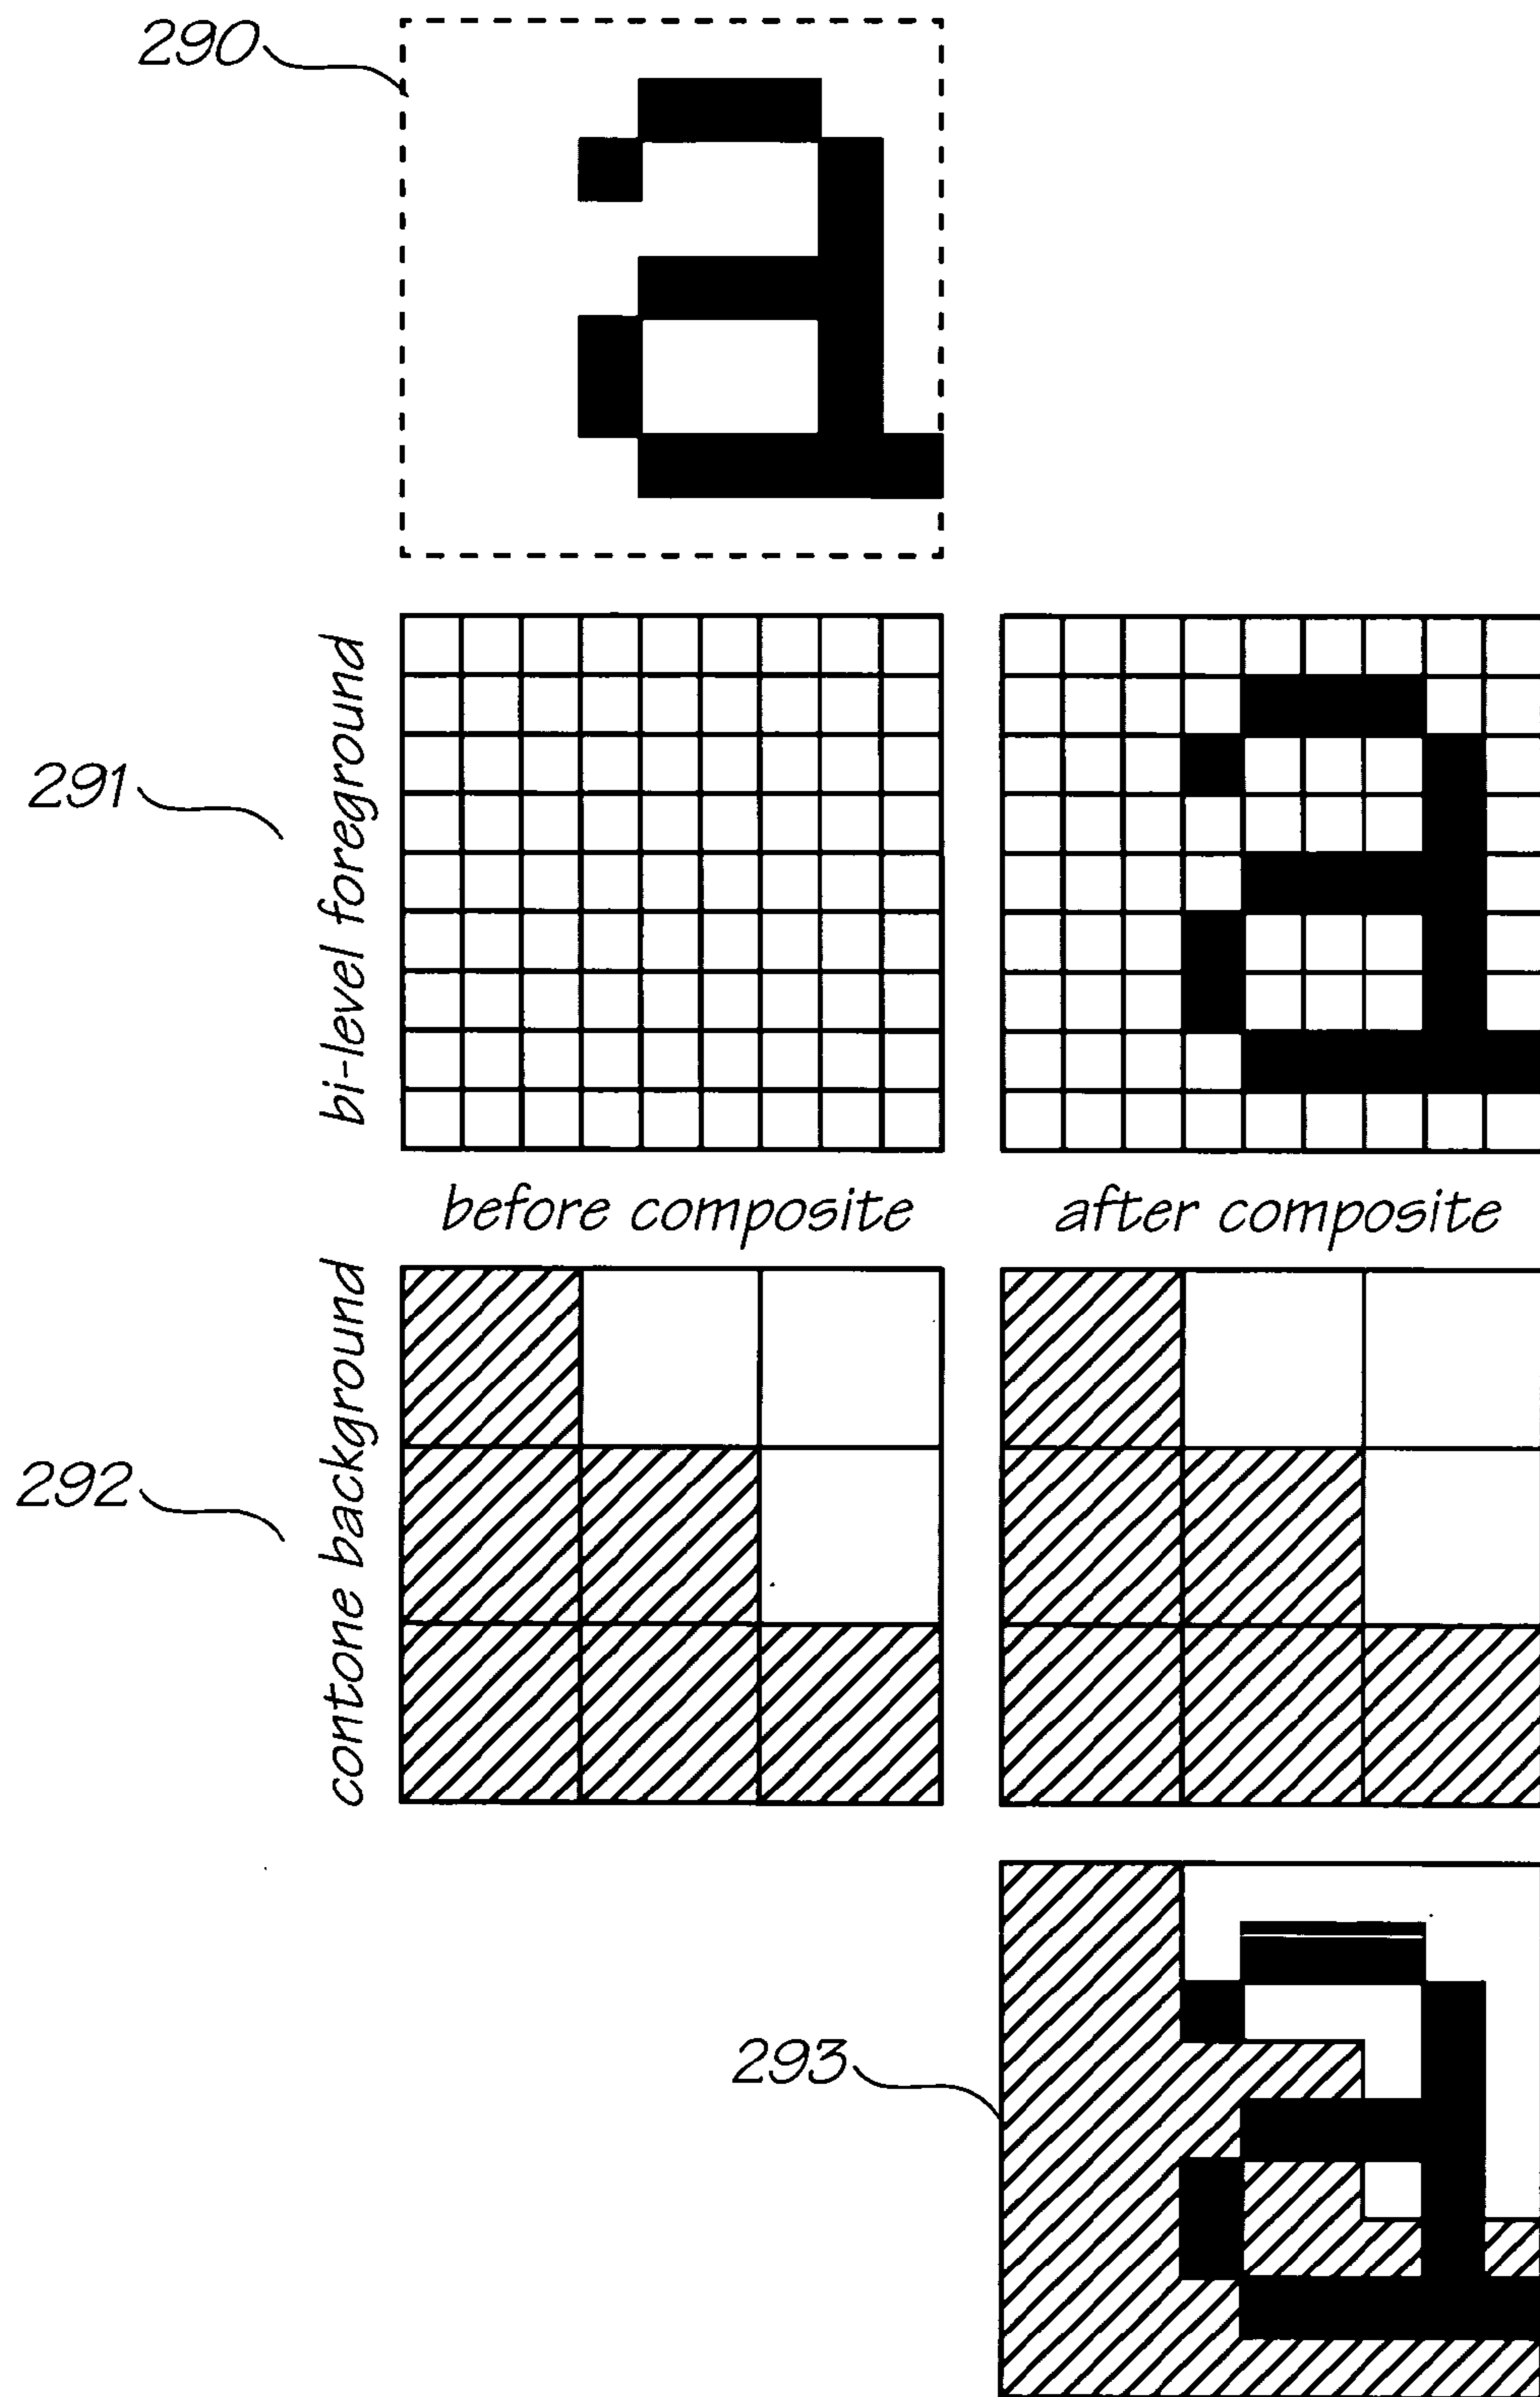 290
a
bi-level foreground
291
a
before composite
after composite
contone background
292
293
a